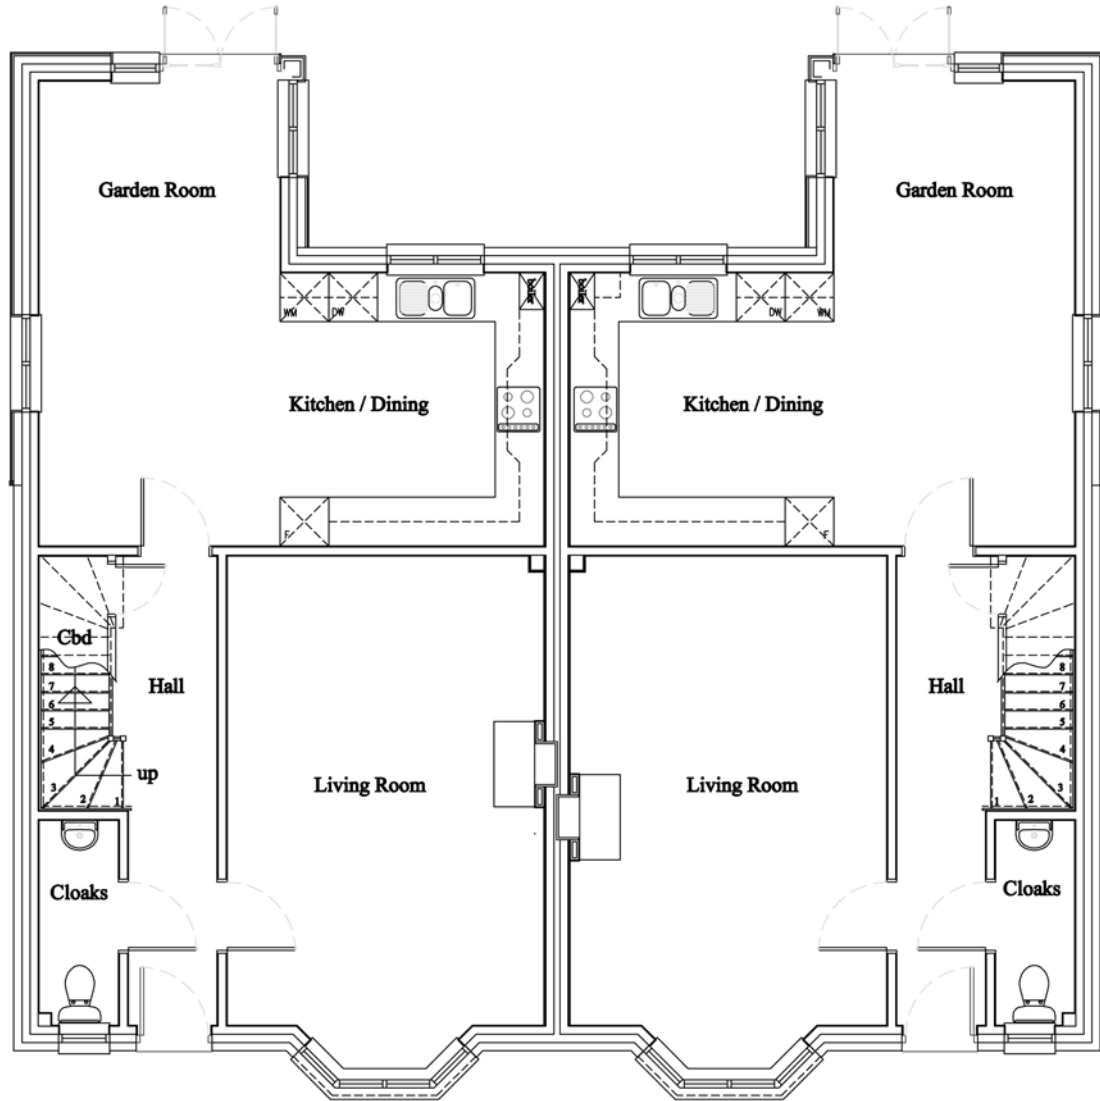 Garden Room
Garden Room
boiler
boiler
WM
DW
DW
WM
Kitchen / Dining
Kitchen / Dining
F
F
Cbd
8
7
6
5
4
3
2
1
up
Hall
Hall
8
7
6
5
4
3
2
1
Living Room
Living Room
Cloaks
Cloaks